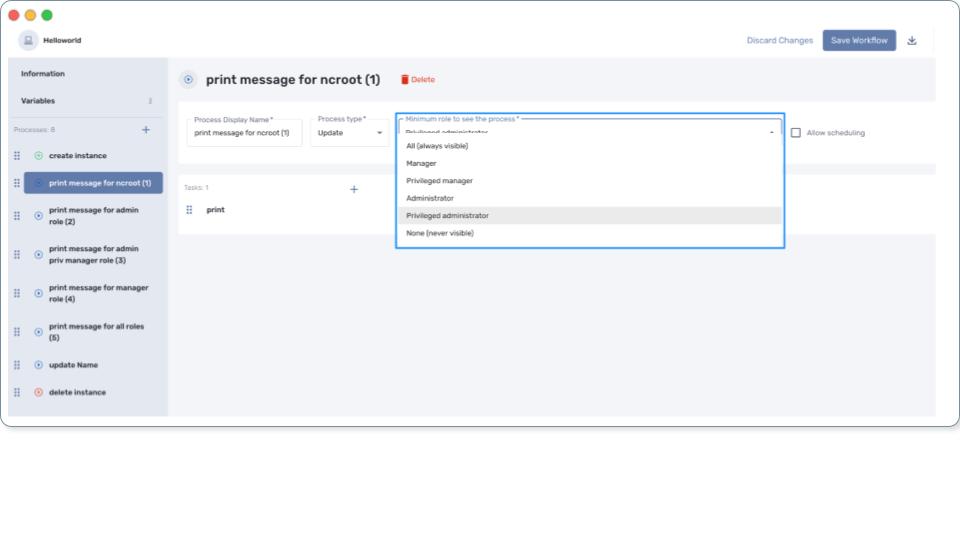 Helloworld
Discard Changes
Save Workflow
Information
Variables
Processes: 8
create instance
print message for ncroot (1)
print message for admin
role (2)
print message for admin
priv manager role (3)
print message for manager
role (4)
print message for all roles
(5)
update Name
delete instance
print message for ncroot (1)
Delete
Process Display Name*
print message for ncroot (1)
Process type*
Update
Minimum role to see the process*
Privileged administrator
All (always visible)
Manager
Privileged manager
Administrator
Privileged administrator
None (never visible)
Allow scheduling
Tasks: 1
print